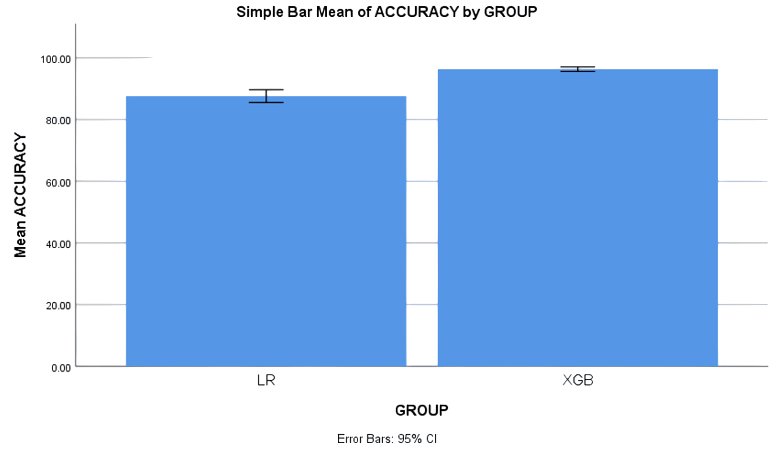 Simple Bar Mean of ACCURACY by GROUP
Mean ACCURACY
100.00
80.00
60.00
40.00
20.00
0.00
LR XGB
GROUP
Error Bars: 95% CI